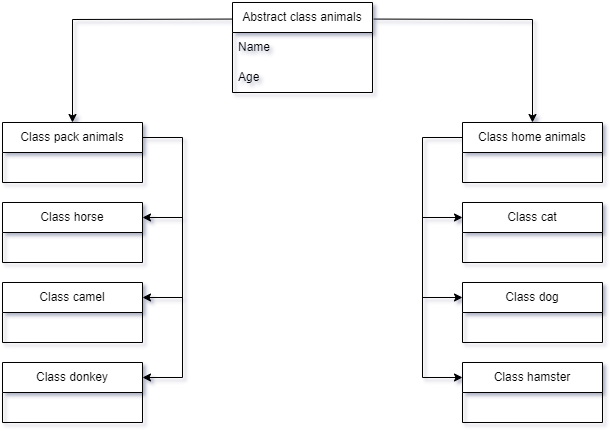 Abstract class animals
Name
Age
Class pack animals
Class home animals
Class horse
Class cat
Class camel
Class dog
Class donkey
Class hamster